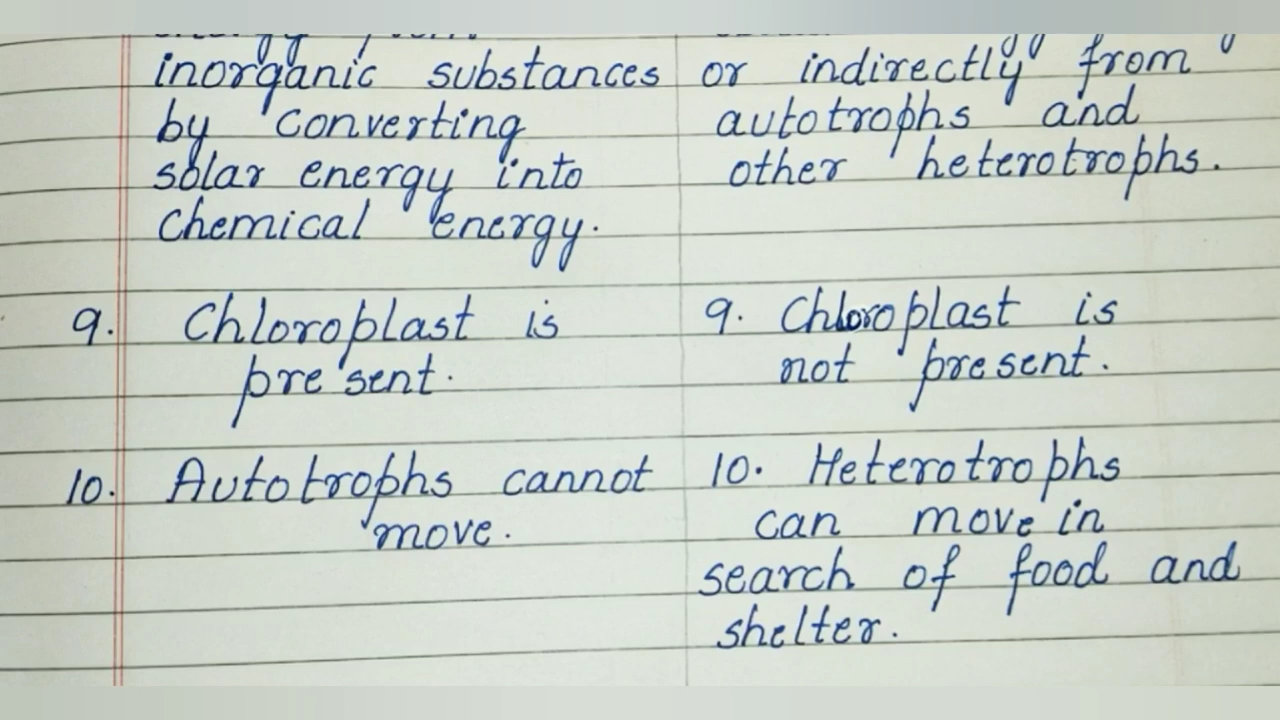 inorganic substances
by converting
solar energy into
Chemical energy.
9. Chloroplast is
present.
10. Autotrophs cannot
move.
or indirectly from
autotrophs and
other heterotrophs.
9. Chloroplast is
not present.
10. Heterotrophs
can move in
search of food and
shelter.